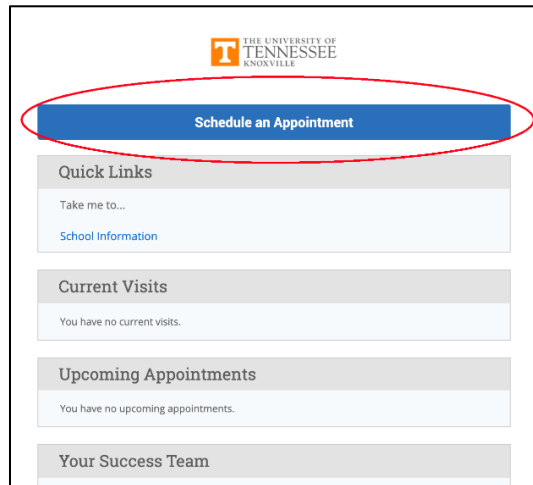 THE UNIVERSITY OF
TENNESSEE
KNOXVILLE
Schedule an Appointment
Quick Links
Take me to...
School Information
Current Visits
You have no current visits.
Upcoming Appointments
You have no upcoming appointments.
Your Success Team